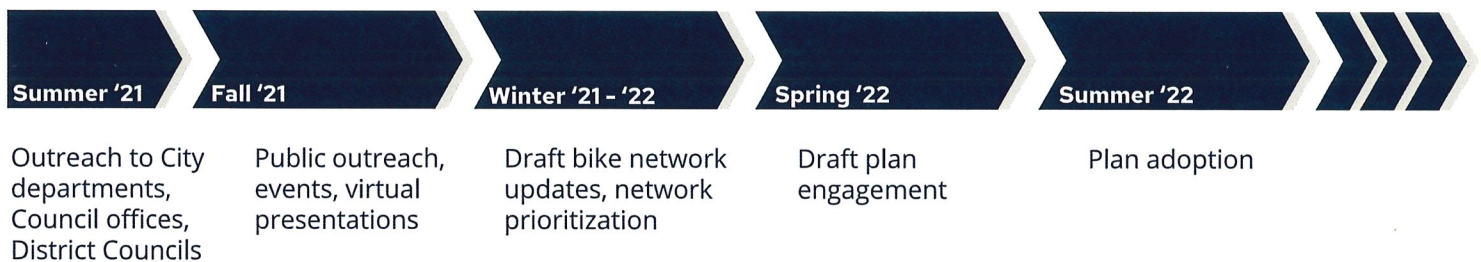 Summer ‘21
Fall ‘21
Winter ‘21 – ‘22
Spring ‘22
Summer ‘22
Outreach to City
departments,
Council offices,
District Councils
Public outreach,
events, virtual
presentations
Draft bike network
updates, network
prioritization
Draft plan
engagement
Plan adoption